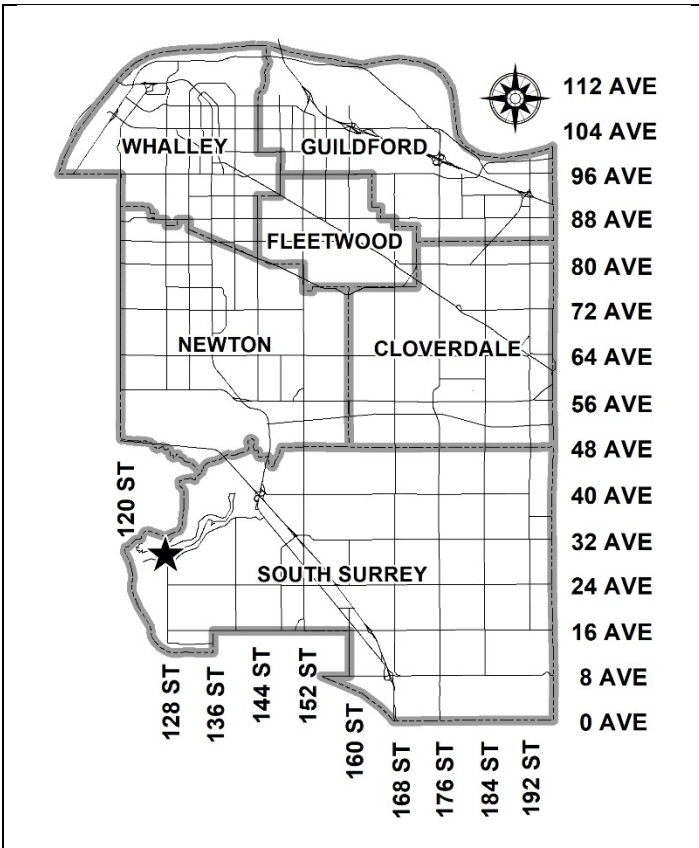 112 AVE
104 AVE
WHALLEY
GUILDFORD
96 AVE
88 AVE
FLEETWOOD
80 AVE
72 AVE
NEWTON
CLOVERDALE
64 AVE
56 AVE
48 AVE
120 ST
40 AVE
32 AVE
SOUTH SURREY
24 AVE
16 AVE
8 AVE
128 ST
136 ST
144 ST
152 ST
160 ST
0 AVE
168 ST
176 ST
184 ST
192 ST